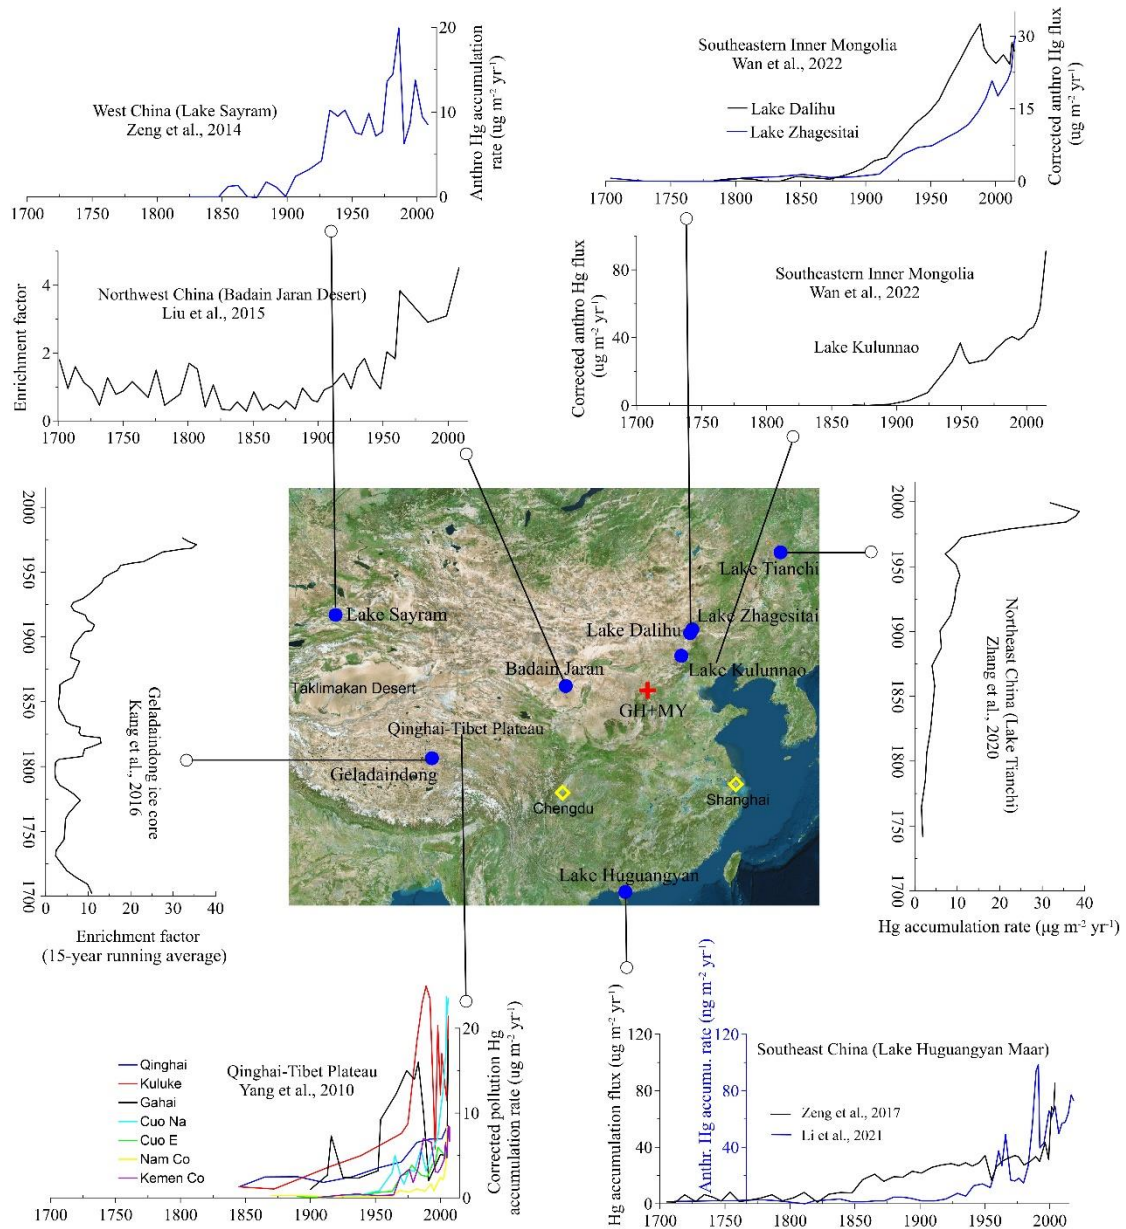 West China (Lake Sayram)
Zeng et al., 2014
20
10
0
Anthro Hg accumulation
rate (ug m⁻² yr⁻¹)
1700 1750 1800 1850 1900 1950 2000
Southeastern Inner Mongolia
Wan et al., 2022
Lake Dalihu
Lake Zhagesitai
30
15
0
Corrected anthro Hg flux
(ug m⁻² yr⁻¹)
1700 1750 1800 1850 1900 1950 2000
Northwest China (Badain Jaran Desert)
Liu et al., 2015
Enrichment factor
4
2
0
1700 1750 1800 1850 1900 1950 2000
Southeastern Inner Mongolia
Wan et al., 2022
Lake Kulunnao
Corrected anthro Hg flux
(ug m⁻² yr⁻¹)
80
40
0
1700 1750 1800 1850 1900 1950 2000
2000
1950
1900
1850
1800
1750
1700
Geladaindong ice core
Kang et al., 2016
0 10 20 30 40
Enrichment factor
(15-year running average)
Lake Tianchi
Lake Sayram
Lake Zhagesitai
Lake Dalihu
Lake Kulunnao
Badain Jaran
Taklimakan Desert
GH+MY
Qinghai-Tibet Plateau
Geladaindong
Chengdu
Shanghai
Lake Huguangyan
2000
1950
1900
1850
1800
1750
1700
Northeast China (Lake Tianchi)
Zhang et al., 2020
0 10 20 30 40
Hg accumulation rate (μg m⁻² yr⁻¹)
Qinghai
Kuluke
Gahai
Cuo Na
Cuo E
Nam Co
Kemen Co
Qinghai-Tibet Plateau
Yang et al., 2010
20
10
0
Corrected pollution Hg
accumulation rate (ug m⁻² yr⁻¹)
1700 1750 1800 1850 1900 1950 2000
Hg accumulation flux (ug m⁻² yr⁻¹)
120
80
40
0
Anthr. Hg accumu. rate (ng m⁻² yr⁻¹)
120
80
40
0
Southeast China (Lake Huguangyan Maar)
Zeng et al., 2017
Li et al., 2021
1700 1750 1800 1850 1900 1950 2000